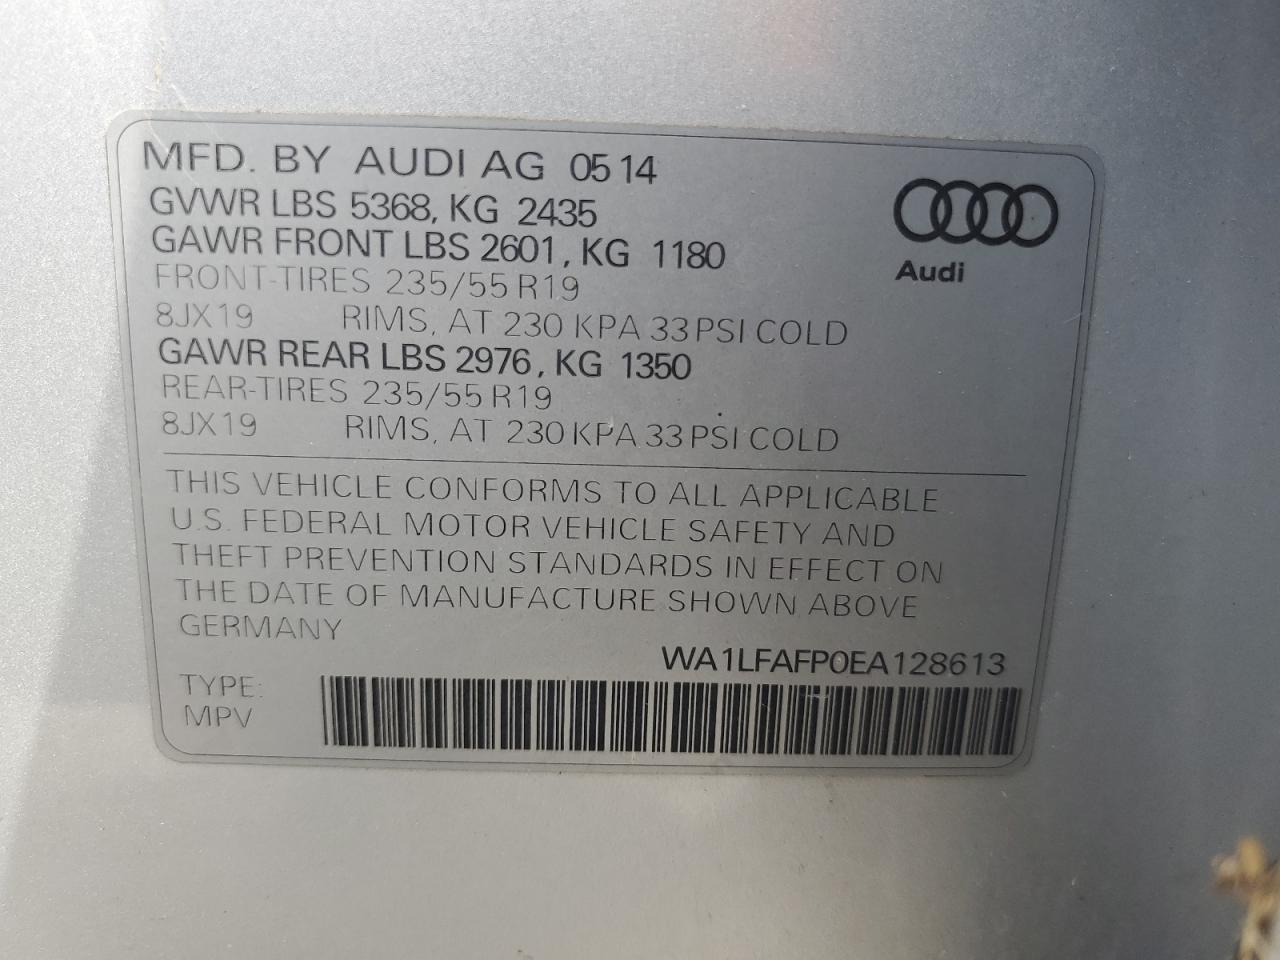 MFD. BY AUDI AG 05 14
GVWR LBS 5368, KG 2435
GAWR FRONT LBS 2601, KG 1180
FRONT-TIRES 235/55 R19
8JX19 RIMS, AT 230 KPA 33 PSI COLD
GAWR REAR LBS 2976, KG 1350
REAR-TIRES 235/55 R19
8JX19 RIMS, AT 230 KPA 33 PSI COLD
Audi
THIS VEHICLE CONFORMS TO ALL APPLICABLE
U.S. FEDERAL MOTOR VEHICLE SAFETY AND
THEFT PREVENTION STANDARDS IN EFFECT ON
THE DATE OF MANUFACTURE SHOWN ABOVE
GERMANY
WA1LFAFP0EA128613
TYPE:
MPV